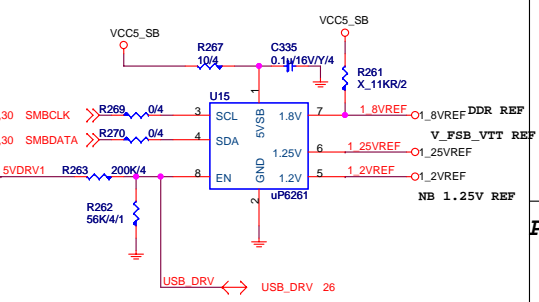 VCC5_SB
VCC5_SB
R267
10/4
C335
0.1u/16V/Y/4
R261
X_11KR/2
U15
1
5VSB
30 SMBCLK
R269 0/4
3 SCL
1.8V 7
1_8VREF
1_8VREF
DDR REF
30 SMBDATA
R270 0/4
4 SDA
V_FSB_VTT REF
1.25V 6
1_25VREF
1_25VREF
5VDRV1
R263 200K/4
8 EN
GND
1.2V 5
1_2VREF
1_2VREF
2
uP6261
NB 1.25V REF
R262
56K/4/1
USB_DRV
USB_DRV 26